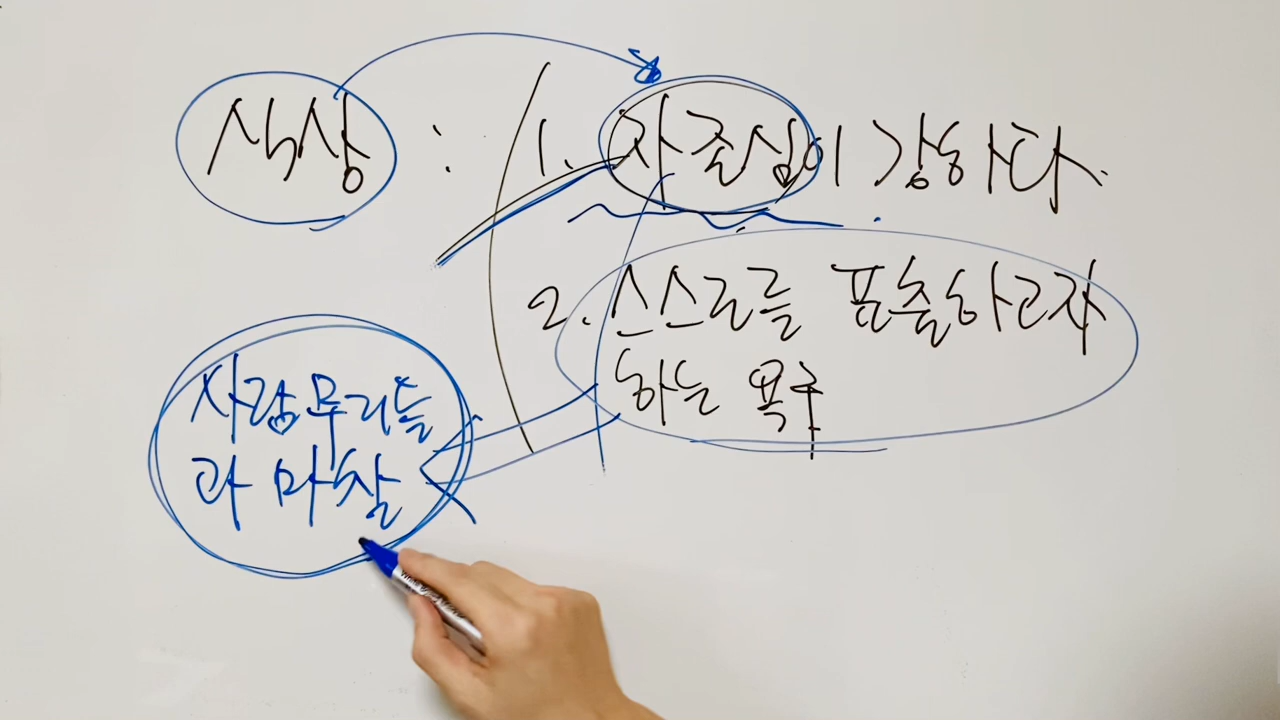 식상 : 1. 자존심이 강하다.
2. 스스로를 표출하고자
하는 욕구
사람무리들
과 마찰